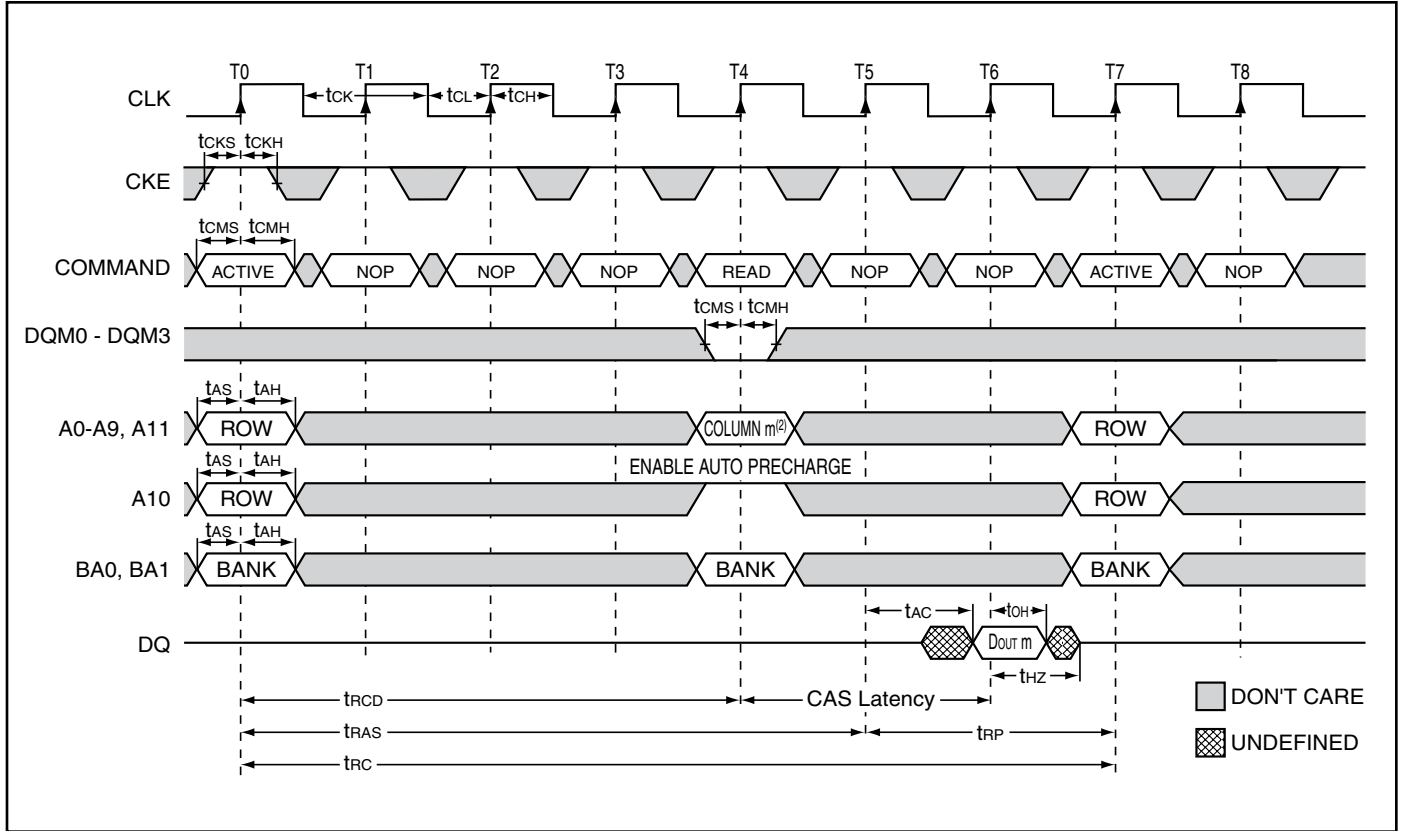 T0 T1 T2 T3 T4 T5 T6 T7 T8
CLK tCK tCL tCH
tCKS tCKH
CKE
tCMS tCMH
COMMAND ACTIVE NOP NOP NOP READ NOP NOP ACTIVE NOP
tCMS tCMH
DQM0 - DQM3
tAS tAH
A0-A9, A11 ROW COLUMN m(2) ROW
tAS tAH ENABLE AUTO PRECHARGE
A10 ROW ROW
tAS tAH
BA0, BA1 BANK BANK BANK
tAC tOH
DQ DOUT m
tHZ
tRCD CAS Latency DON'T CARE
tRAS tRP
UNDEFINED
tRC